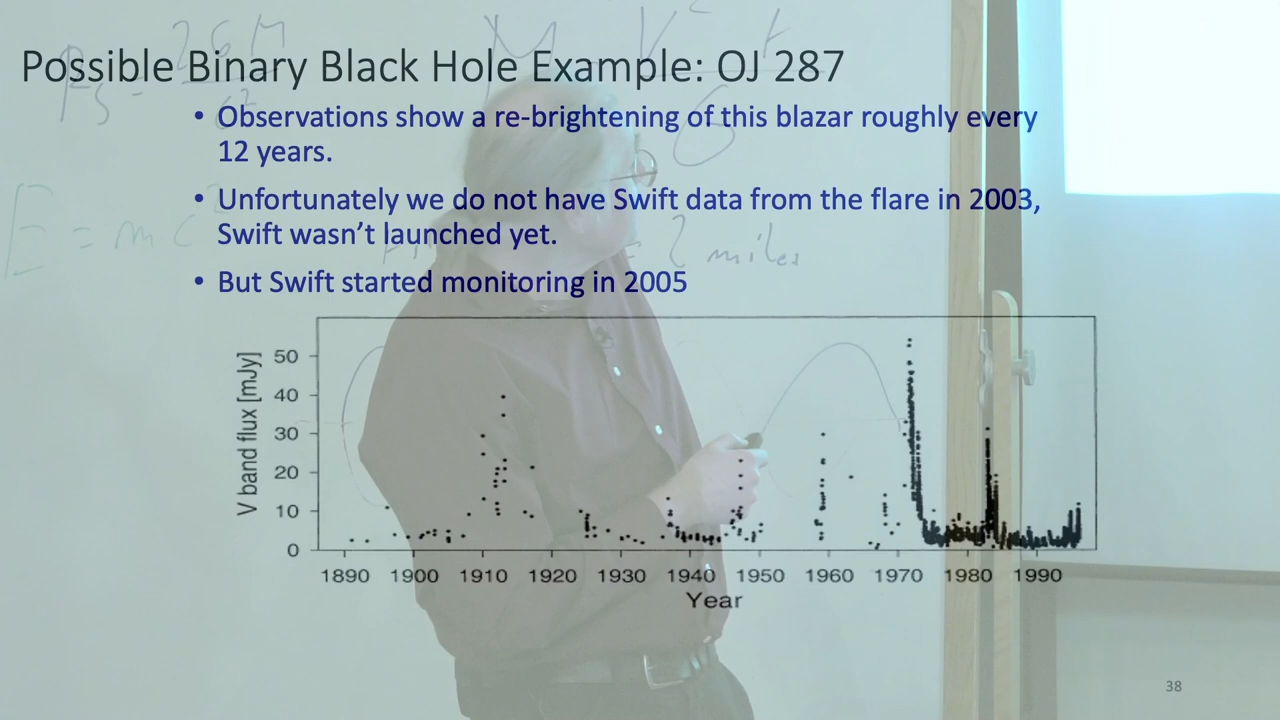 Possible Binary Black Hole Example: OJ 287
• Observations show a re-brightening of this blazar roughly every
12 years.
• Unfortunately we do not have Swift data from the flare in 2003,
Swift wasn't launched yet.
• But Swift started monitoring in 2005
E = mc²
= 2 miles
V band flux [mJy]
50
40
30
20
10
0
1890 1900 1910 1920 1930 1940 1950 1960 1970 1980 1990
Year
38